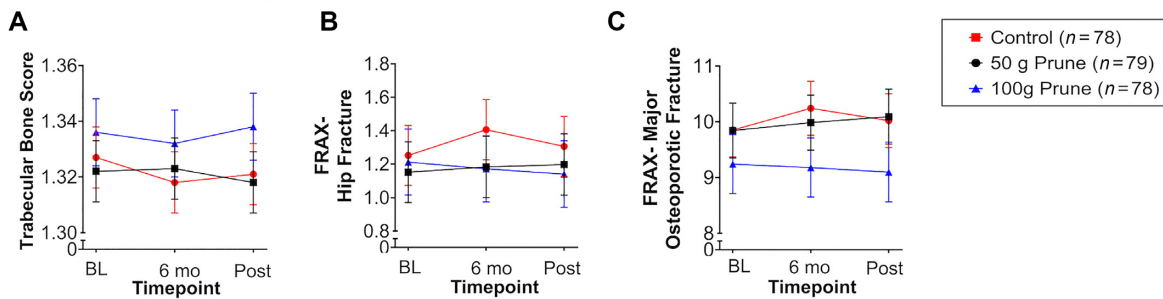 A
Trabecular Bone Score
1.36
1.34
1.32
1.30
0
BL
6 mo
Post
Timepoint
B
FRAX-
Hip Fracture
1.8
1.6
1.4
1.2
1.0
0.8
0
BL
6 mo
Post
Timepoint
C
FRAX- Major
Osteoporotic Fracture
11
10
9
8
0
BL
6 mo
Post
Timepoint
Control (n=78)
50 g Prune (n=79)
100g Prune (n=78)